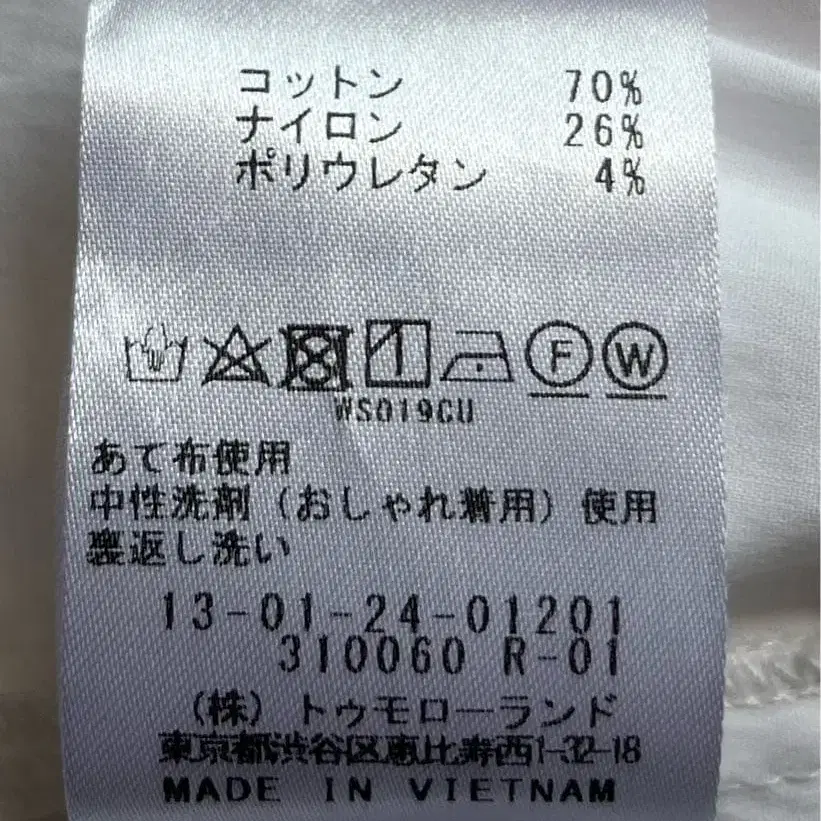 コットン 70%
ナイロン 26%
ポリウレタン 4%
F W
WS019CU
あて布使用
中性洗剤（おしゃれ着用）使用
裏返し洗い
13-01-24-01201
310060 R-01
（株）トゥモローランド
東京都渋谷区恵比寿西1-32-18
MADE IN VIETNAM